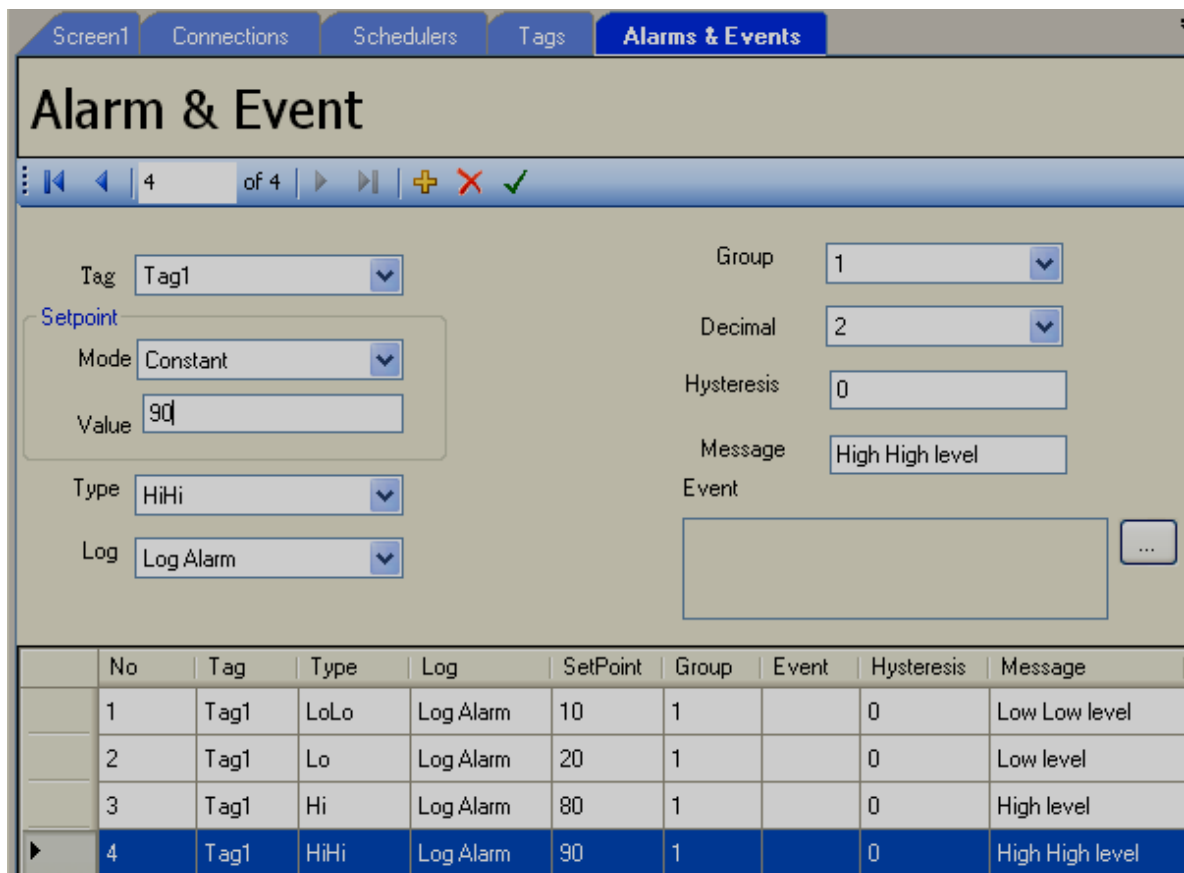 Screen1 Connections Schedulers Tags Alarms & Events
Alarm & Event
4 of 4
Tag Tag1
Group 1
Setpoint
Decimal 2
Mode Constant
Hysteresis 0
Value 90
Message High High level
Type HiHi
Event
Log Log Alarm
...
No Tag Type Log SetPoint Group Event Hysteresis Message
1 Tag1 LoLo Log Alarm 10 1 0 Low Low level
2 Tag1 Lo Log Alarm 20 1 0 Low level
3 Tag1 Hi Log Alarm 80 1 0 High level
4 Tag1 HiHi Log Alarm 90 1 0 High High level